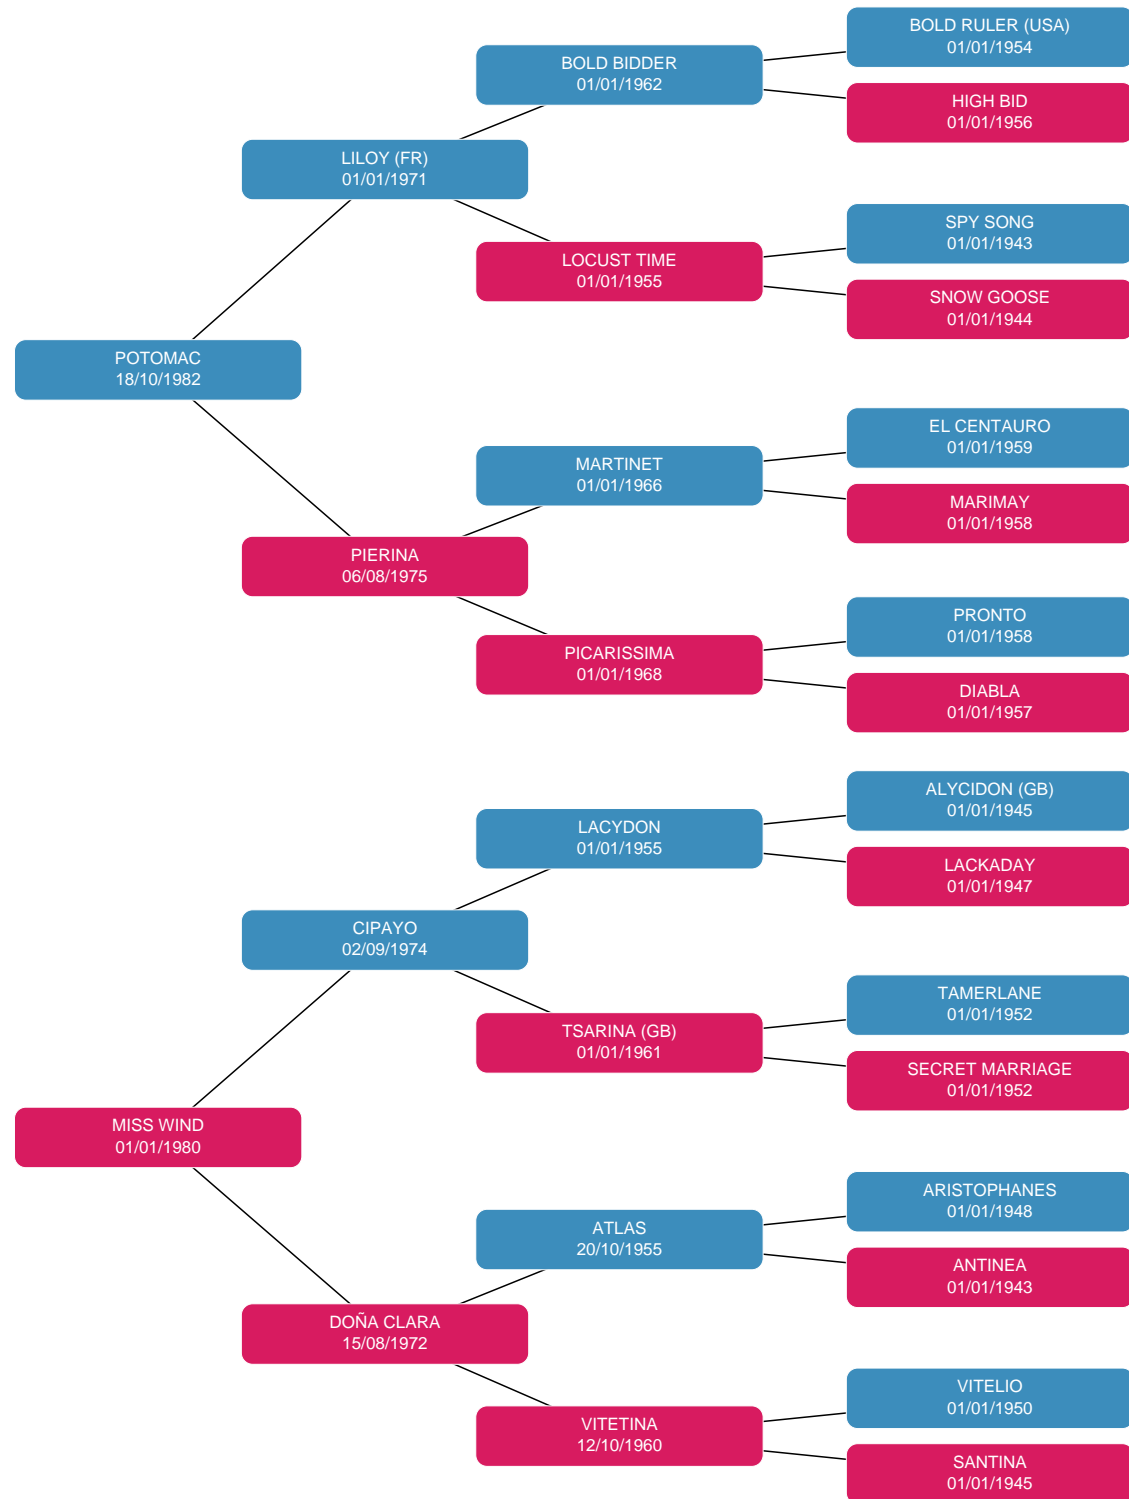 BOLD RULER (USA)
01/01/1954
BOLD BIDDER
01/01/1962
HIGH BID
01/01/1956
LILOY (FR)
01/01/1971
SPY SONG
01/01/1943
LOCUST TIME
01/01/1955
SNOW GOOSE
01/01/1944
POTOMAC
18/10/1982
EL CENTAURO
01/01/1959
MARTINET
01/01/1966
MARIMAY
01/01/1958
PIERINA
06/08/1975
PRONTO
01/01/1958
PICARISSIMA
01/01/1968
DIABLA
01/01/1957
ALYCIDON (GB)
01/01/1945
LACYDON
01/01/1955
LACKADAY
01/01/1947
CIPAYO
02/09/1974
TAMERLANE
01/01/1952
TSARINA (GB)
01/01/1961
SECRET MARRIAGE
01/01/1952
MISS WIND
01/01/1980
ARISTOPHANES
01/01/1948
ATLAS
20/10/1955
ANTINEA
01/01/1943
DOÑA CLARA
15/08/1972
VITELIO
01/01/1950
VITETINA
12/10/1960
SANTINA
01/01/1945